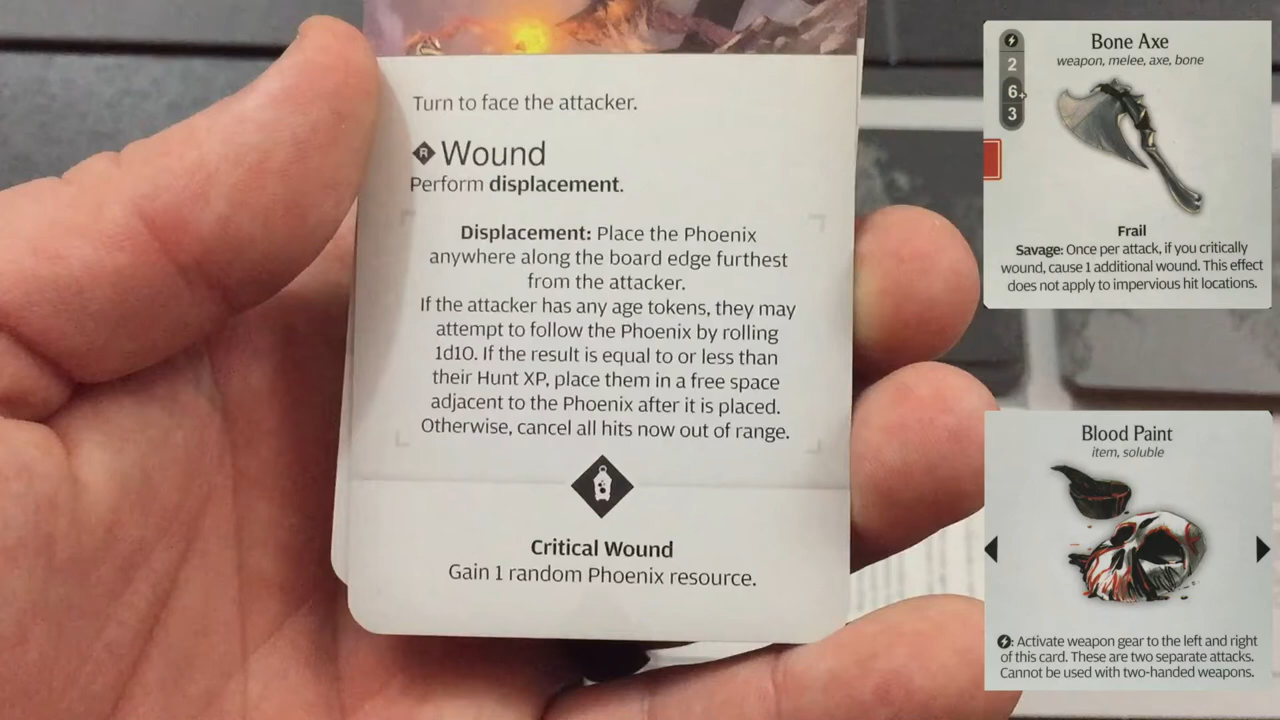 Turn to face the attacker.
R Wound
Perform displacement.
Displacement: Place the Phoenix
anywhere along the board edge furthest
from the attacker.
If the attacker has any age tokens, they may
attempt to follow the Phoenix by rolling
1d10. If the result is equal to or less than
their Hunt XP, place them in a free space
adjacent to the Phoenix after it is placed.
Otherwise, cancel all hits now out of range.
Critical Wound
Gain 1 random Phoenix resource.
Bone Axe
weapon, melee, axe, bone
2
6+
3
Frail
Savage: Once per attack, if you critically
wound, cause 1 additional wound. This effect
does not apply to impervious hit locations.
Blood Paint
item, soluble
: Activate weapon gear to the left and right
of this card. These are two separate attacks.
Cannot be used with two-handed weapons.